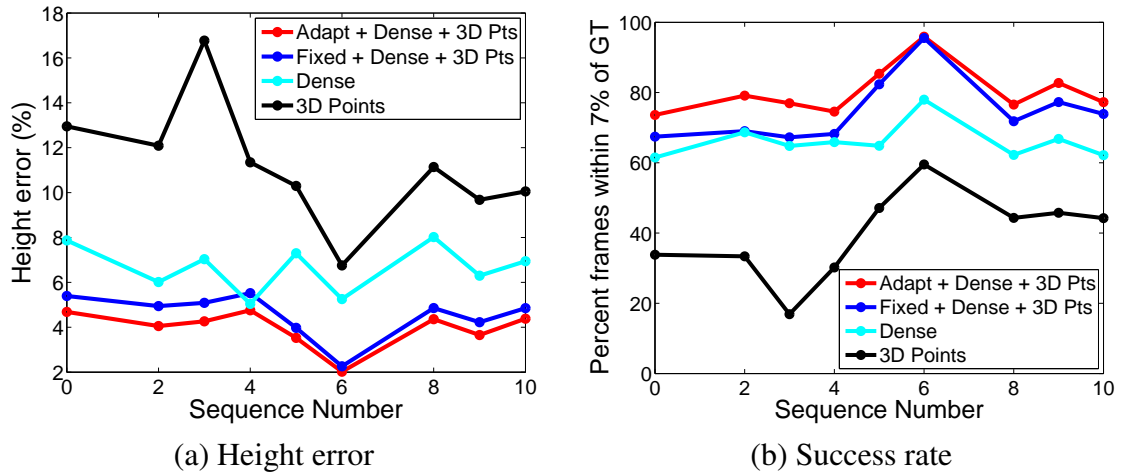 18
16
14
12
10
8
6
4
2
0
2
4
6
8
10
Height error (%)
Sequence Number
Adapt + Dense + 3D Pts
Fixed + Dense + 3D Pts
Dense
3D Points
(a) Height error
100
80
60
40
20
0
0
2
4
6
8
10
Percent frames within 7% of GT
Sequence Number
Adapt + Dense + 3D Pts
Fixed + Dense + 3D Pts
Dense
3D Points
(b) Success rate